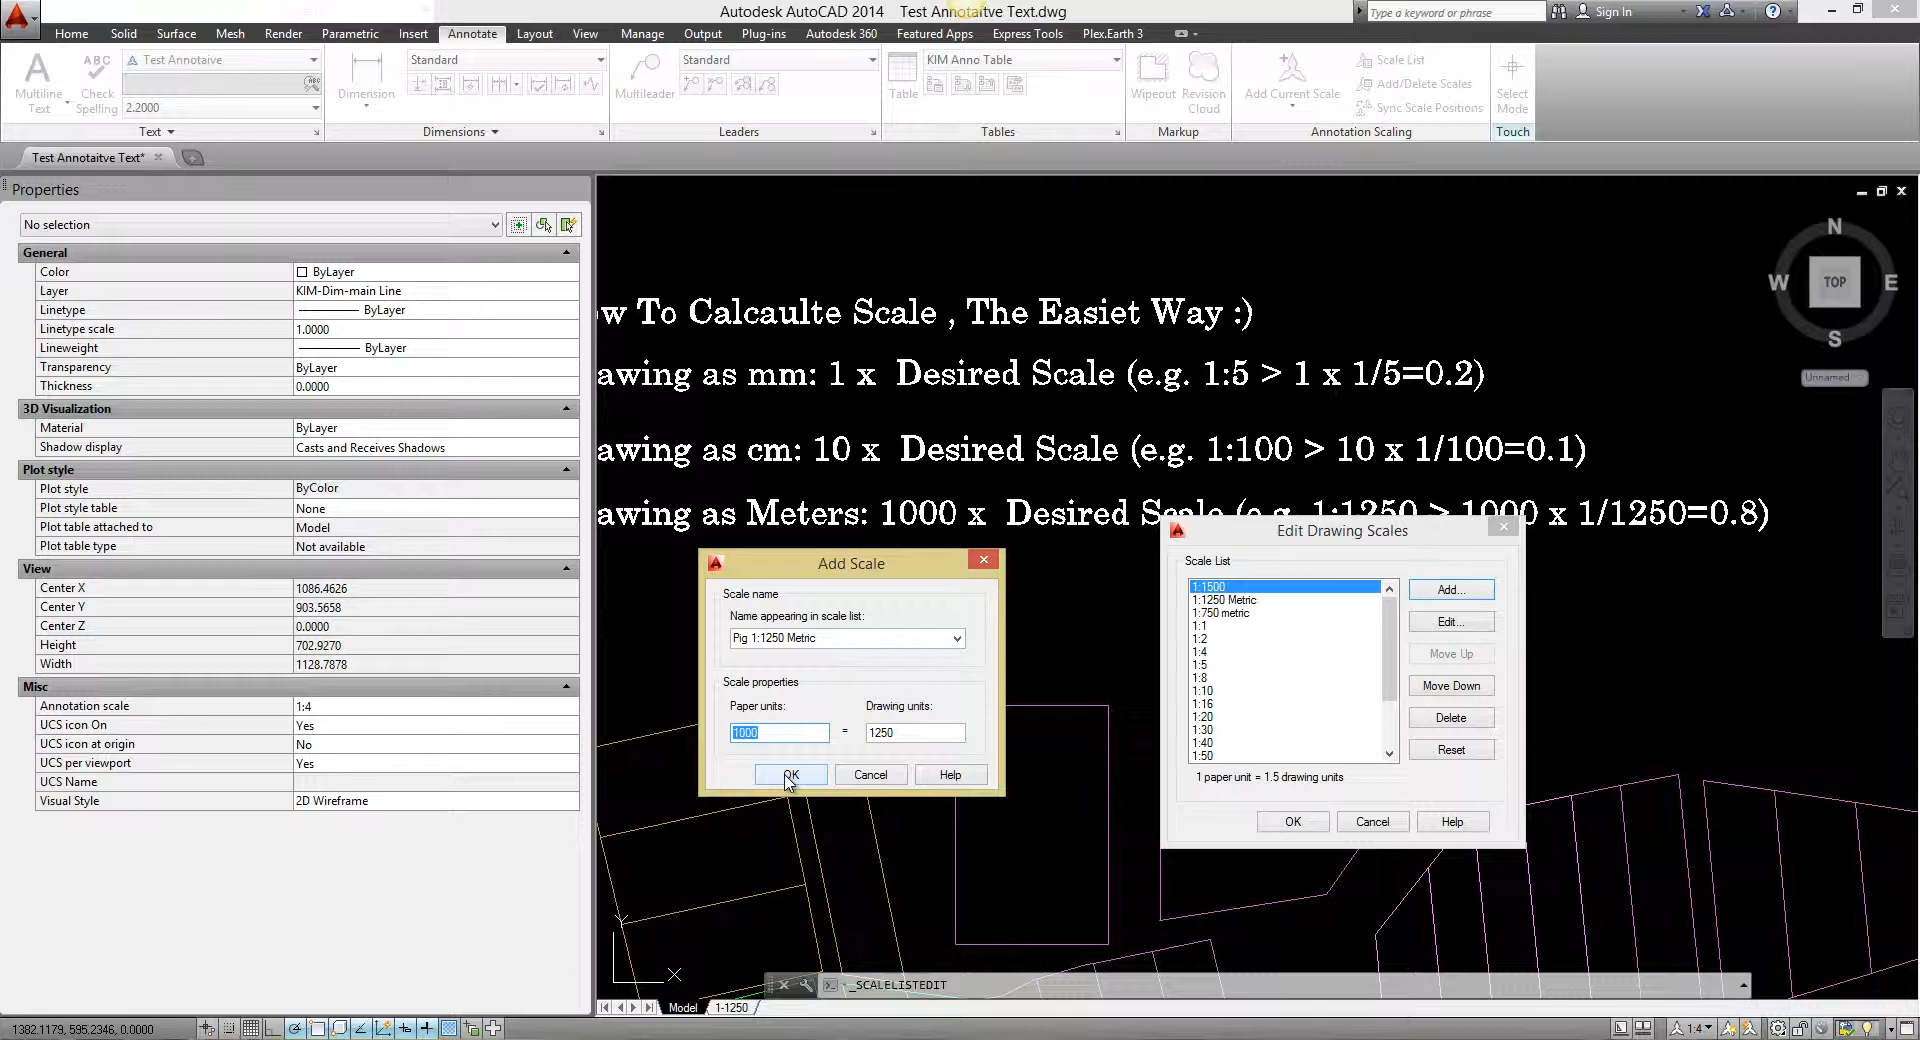 Autodesk AutoCAD 2014 Test Annotaitve Text.dwg
Type a keyword or phrase
Sign In
Home Solid Surface Mesh Render Parametric Insert Annotate Layout View Manage Output Plug-ins Autodesk 360 Featured Apps Express Tools Plex.Earth 3
Multiline Text
ABC Check Spelling
Test Annotaive
2.2000
Dimension
Standard
Multileader
Standard
Table
KIM Anno Table
Wipeout
Revision Cloud
Add Current Scale
Scale List
Add/Delete Scales
Sync Scale Positions
Select Mode
Text Dimensions Leaders Tables Markup Annotation Scaling Touch
Test Annotaitve Text*
Properties
No selection
General
Color ByLayer
Layer KIM-Dim-main Line
Linetype ByLayer
Linetype scale 1.0000
Lineweight ByLayer
Transparency ByLayer
Thickness 0.0000
3D Visualization
Material ByLayer
Shadow display Casts and Receives Shadows
Plot style
Plot style ByColor
Plot style table None
Plot table attached to Model
Plot table type Not available
View
Center X 1086.4626
Center Y 903.5658
Center Z 0.0000
Height 702.9270
Width 1128.7878
Misc
Annotation scale 1:4
UCS icon On Yes
UCS icon at origin No
UCS per viewport Yes
UCS Name
Visual Style 2D Wireframe
N
W TOP E
S
Unnamed
ow To Calcaulte Scale , The Easiet Way :)
awing as mm: 1 x Desired Scale (e.g. 1:5 > 1 x 1/5=0.2)
awing as cm: 10 x Desired Scale (e.g. 1:100 > 10 x 1/100=0.1)
awing as Meters: 1000 x Desired Scale (e.g. 1:1250 > 1000 x 1/1250=0.8)
Add Scale
Scale name
Name appearing in scale list:
Pig 1:1250 Metric
Scale properties
Paper units: Drawing units:
1000 = 1250
OK Cancel Help
Edit Drawing Scales
Scale List
1:1500
1:1250 Metric
1:750 metric
1:1
1:2
1:4
1:5
1:8
1:10
1:16
1:20
1:30
1:40
1:50
Add...
Edit...
Move Up
Move Down
Delete
Reset
1 paper unit = 1.5 drawing units
OK Cancel Help
Y
X
_SCALELISTEDIT
Model 1-1250
1382.1179, 595.2346, 0.0000
1:4